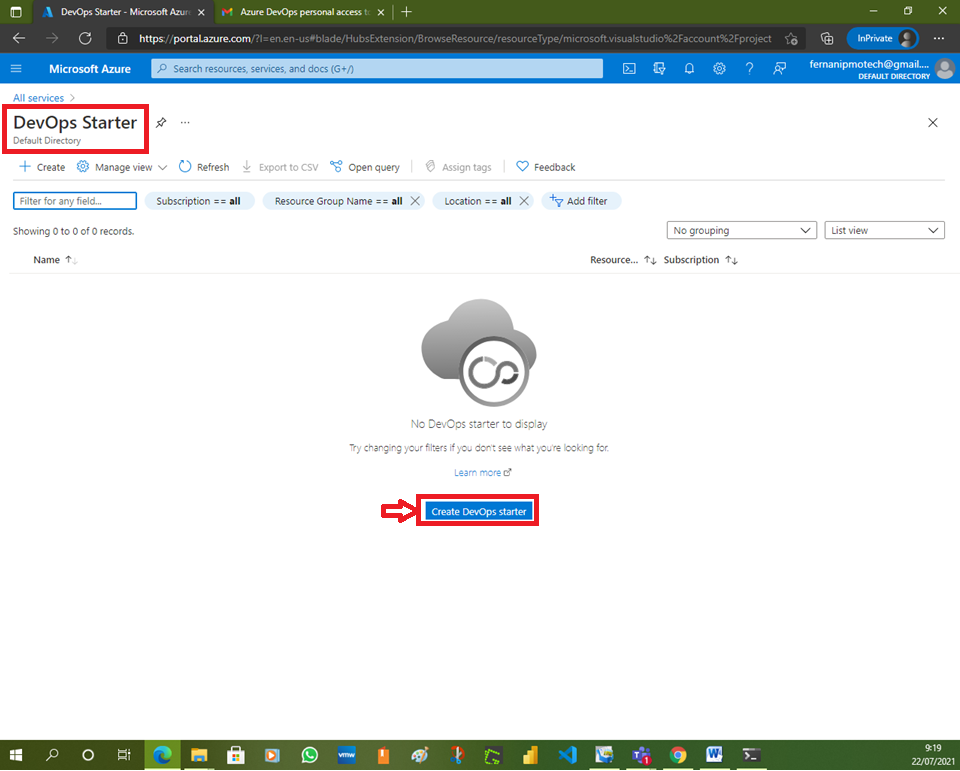 DevOps Starter - Microsoft Azure
Azure DevOps personal access t
https://portal.azure.com/?l=en.en-us#blade/HubsExtension/BrowseResource/resourceType/microsoft.visualstudio%2Faccount%2Fproject
InPrivate
Microsoft Azure
Search resources, services, and docs (G+/)
fernanipmotech@gmail....
DEFAULT DIRECTORY
All services >
DevOps Starter
Default Directory
Create
Manage view
Refresh
Export to CSV
Open query
Assign tags
Feedback
Filter for any field...
Subscription == all
Resource Group Name == all
Location == all
Add filter
Showing 0 to 0 of 0 records.
No grouping
List view
Name
Resource...
Subscription
No DevOps starter to display
Try changing your filters if you don't see what you're looking for.
Learn more
Create DevOps starter
vmw
1
9:19
22/07/2021